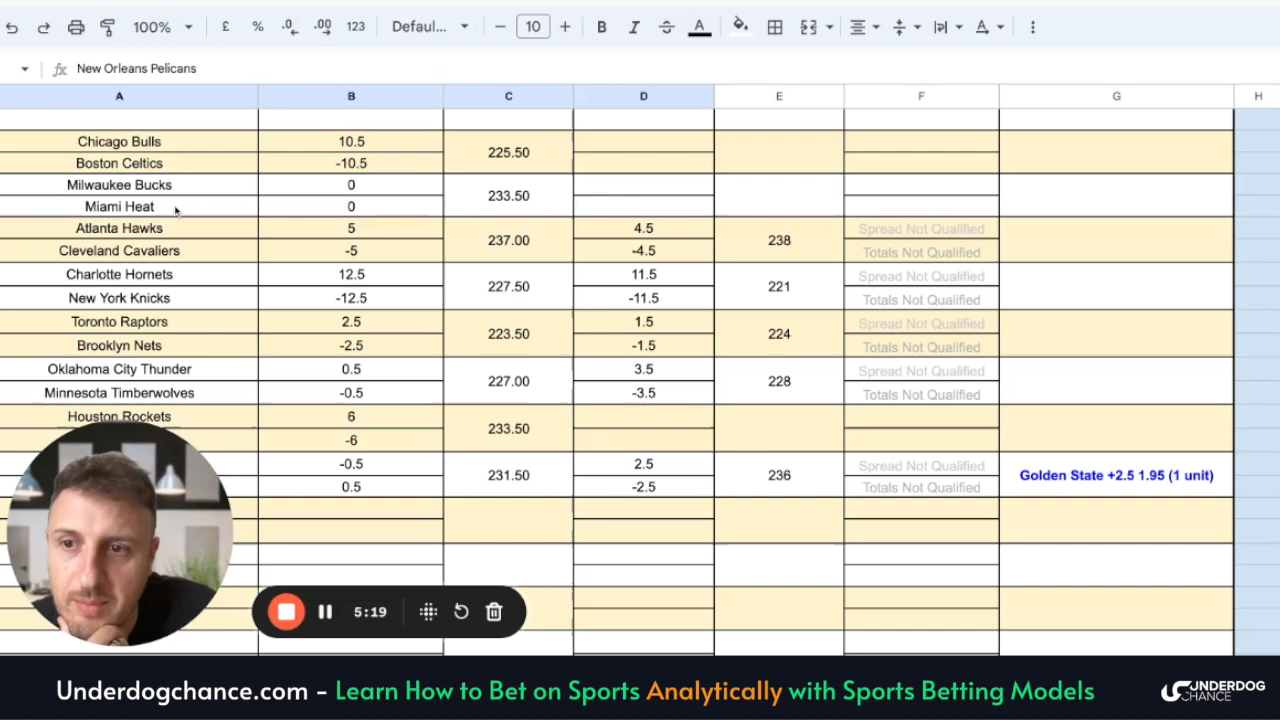 100% £ % .0 .00 123 Defaul... − 10 + B I S A
fx New Orleans Pelicans
A B C D E F G H
Chicago Bulls 10.5 225.50
Boston Celtics -10.5
Milwaukee Bucks 0 233.50
Miami Heat 0
Atlanta Hawks 5 237.00 4.5 238 Spread Not Qualified
Cleveland Cavaliers -5 -4.5 Totals Not Qualified
Charlotte Hornets 12.5 227.50 11.5 221 Spread Not Qualified
New York Knicks -12.5 -11.5 Totals Not Qualified
Toronto Raptors 2.5 223.50 1.5 224 Spread Not Qualified
Brooklyn Nets -2.5 -1.5 Totals Not Qualified
Oklahoma City Thunder 0.5 227.00 3.5 228 Spread Not Qualified
Minnesota Timberwolves -0.5 -3.5 Totals Not Qualified
Houston Rockets 6 233.50
-6
-0.5 231.50 2.5 236 Spread Not Qualified Golden State +2.5 1.95 (1 unit)
0.5 -2.5 Totals Not Qualified
5:19
Underdogchance.com - Learn How to Bet on Sports Analytically with Sports Betting Models
UNDERDOG
CHANCE